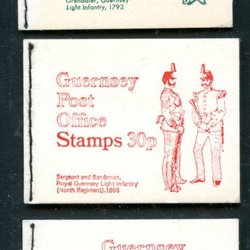 Grenadier, Guernsey
Light Infantry, 1792
Guernsey
Post
Office
Stamps 30p
Sergeant and Bandsman,
Royal Guernsey Light Infantry
(North Regiment), 1866
Guernsey